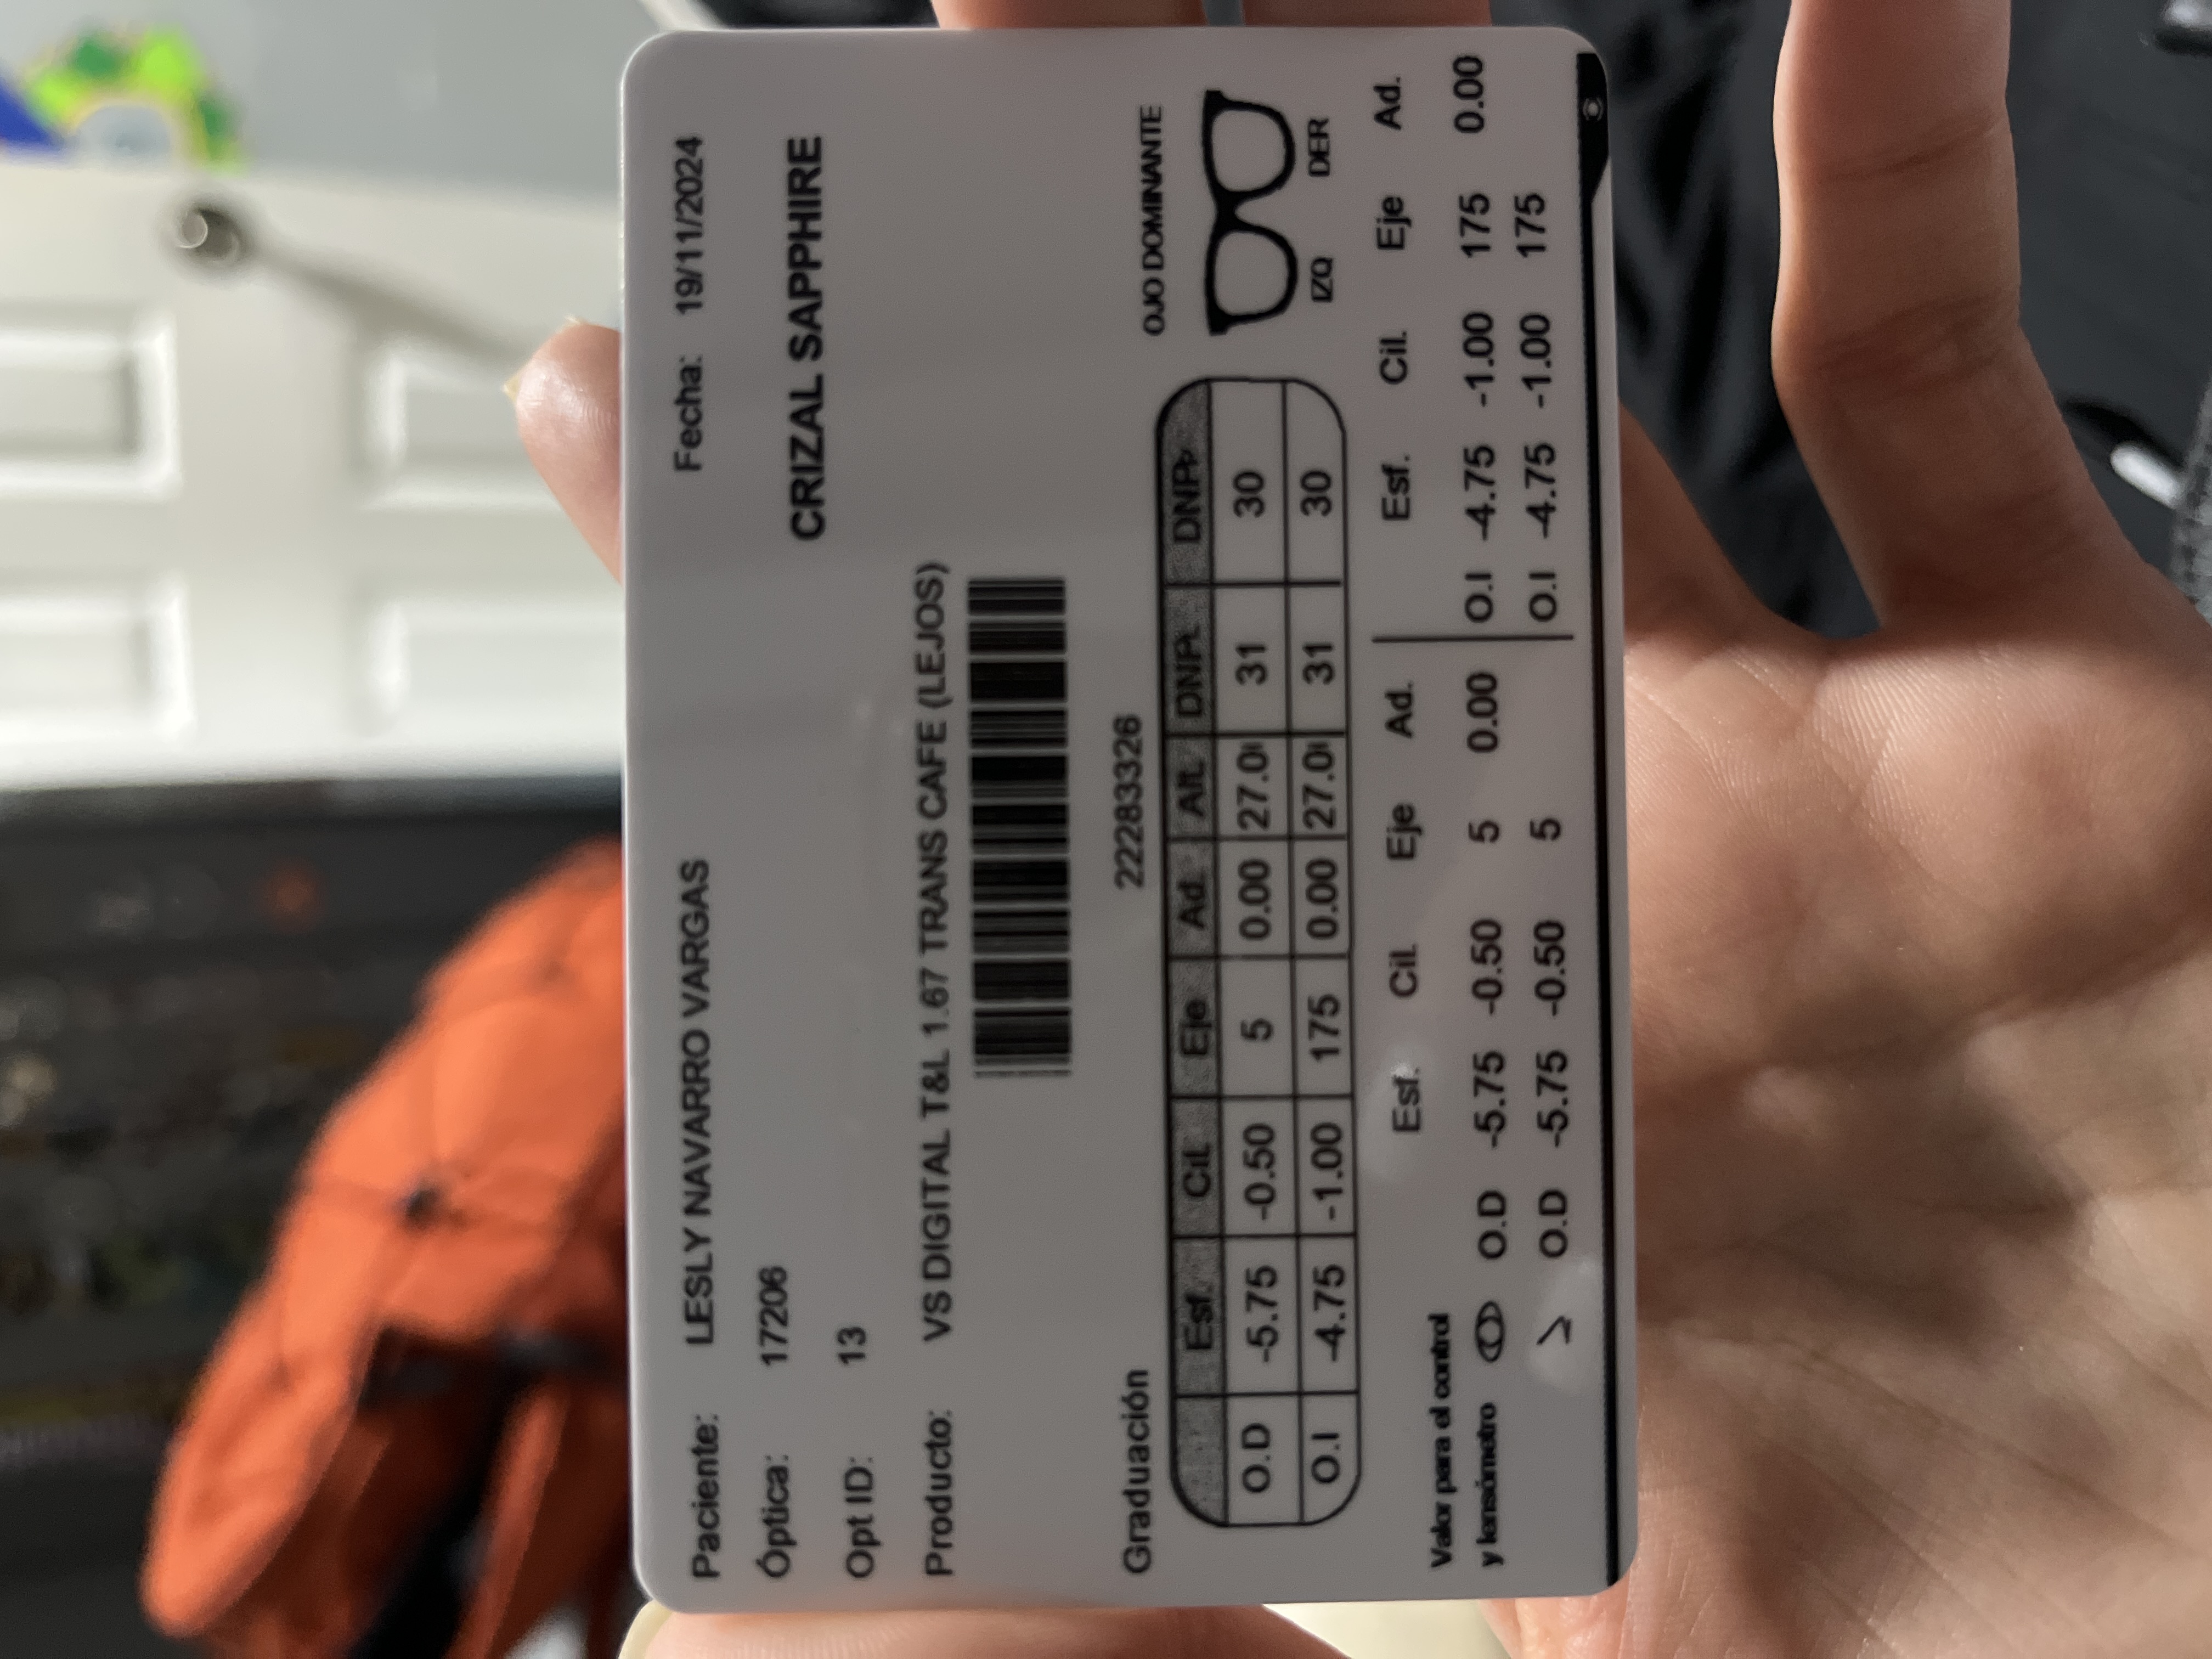 Paciente: LESLY NAVARRO VARGAS Fecha: 19/11/2024
Óptica: 17206 CRIZAL SAPPHIRE
Opt ID: 13
Producto: VS DIGITAL T&L 1.67 TRANS CAFE (LEJOS)
222833326
Graduación OJO DOMINANTE
Esf. Cil. Eje Ad. Alt. DNP. DNPp
O.D -5.75 -0.50 5 0.00 27.0 31 30
O.I -4.75 -1.00 175 0.00 27.0 31 30
IZQ DER
Esf. Cil. Eje Ad. Esf. Cil. Eje Ad.
Valor para el control
y lensómetro O.D -5.75 -0.50 5 0.00 O.I -4.75 -1.00 175 0.00
O.D -5.75 -0.50 5 O.I -4.75 -1.00 175